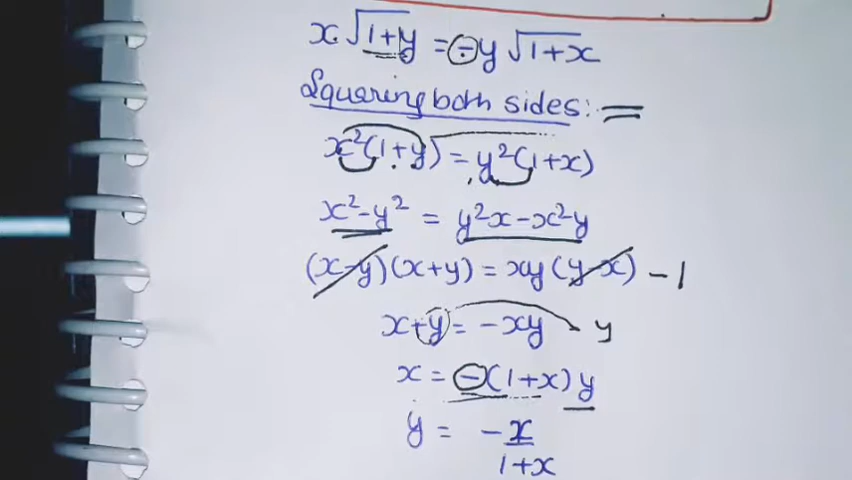 x√1+y = -y√1+x
Squaring both sides:
x²(1+y) = y²(1+x)
x²-y² = y²x-x²y
(x-y)(x+y) = xy(y-x) -1
x+y = -xy y
x = -(1+x)y
y = -x
1+x